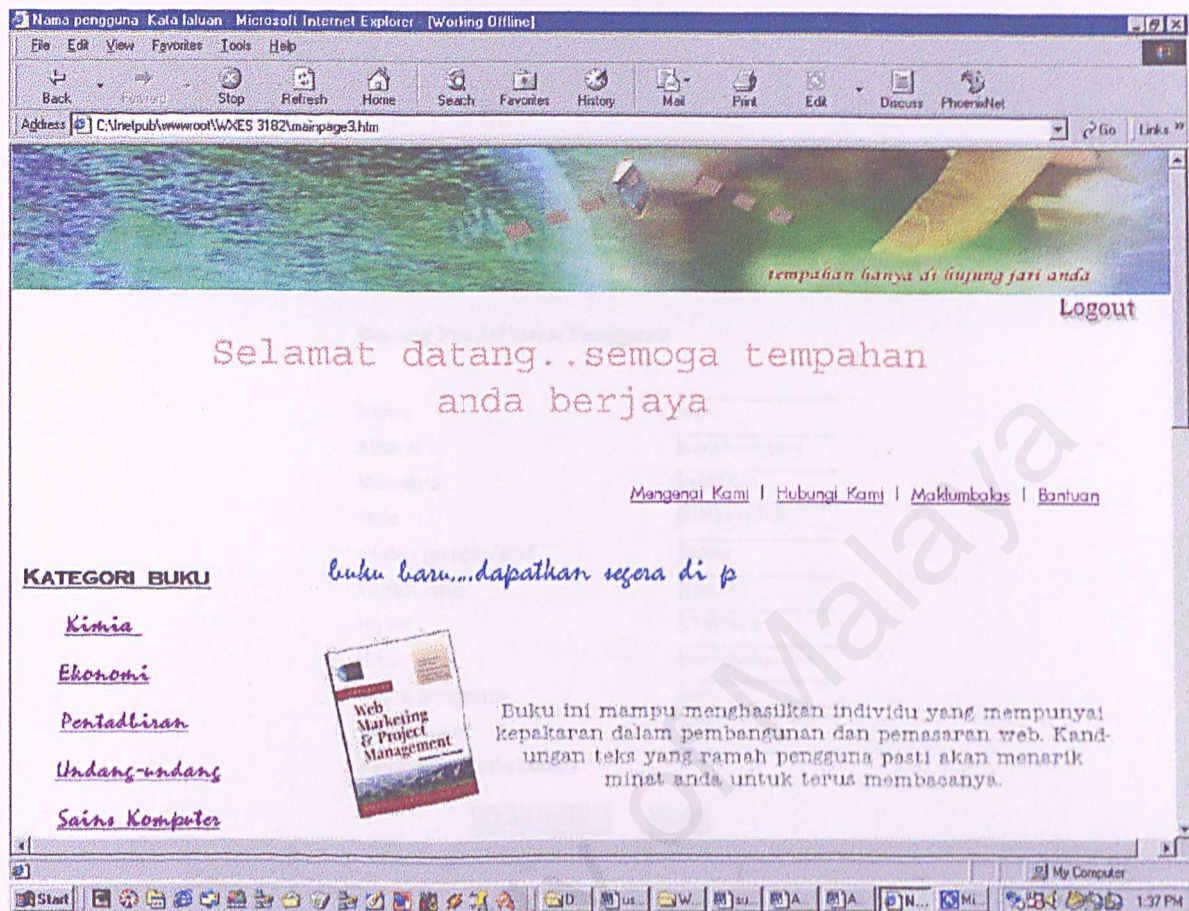 Nama pengguna Kata laluan - Microsoft Internet Explorer - [Working Offline]
File Edit View Favorites Tools Help
Back Forward Stop Refresh Home Search Favorites History Mail Print Edit Discuss PhoenixNet
Address C:\Inetpub\wwwroot\WXES 3182\mainpage3.htm Go Links »
tempahan hanya di hujung jari anda
Logout
Selamat datang..semoga tempahan
anda berjaya
Mengenai Kami | Hubungi Kami | Maklumbalas | Bantuan
KATEGORI BUKU
Kimia
Ekonomi
Pentadbiran
Undang-undang
Sains Komputer
buku baru....dapatkan segera di p
Web
Marketing
& Project
Management
Buku ini mampu menghasilkan individu yang mempunyai
kepakaran dalam pembangunan dan pemasaran web. Kand-
ungan teks yang ramah pengguna pasti akan menarik
minat anda untuk terus membacanya.
My Computer
Start D... us... W... su... A... A... N... Mi... 1:37 PM
of Malaya